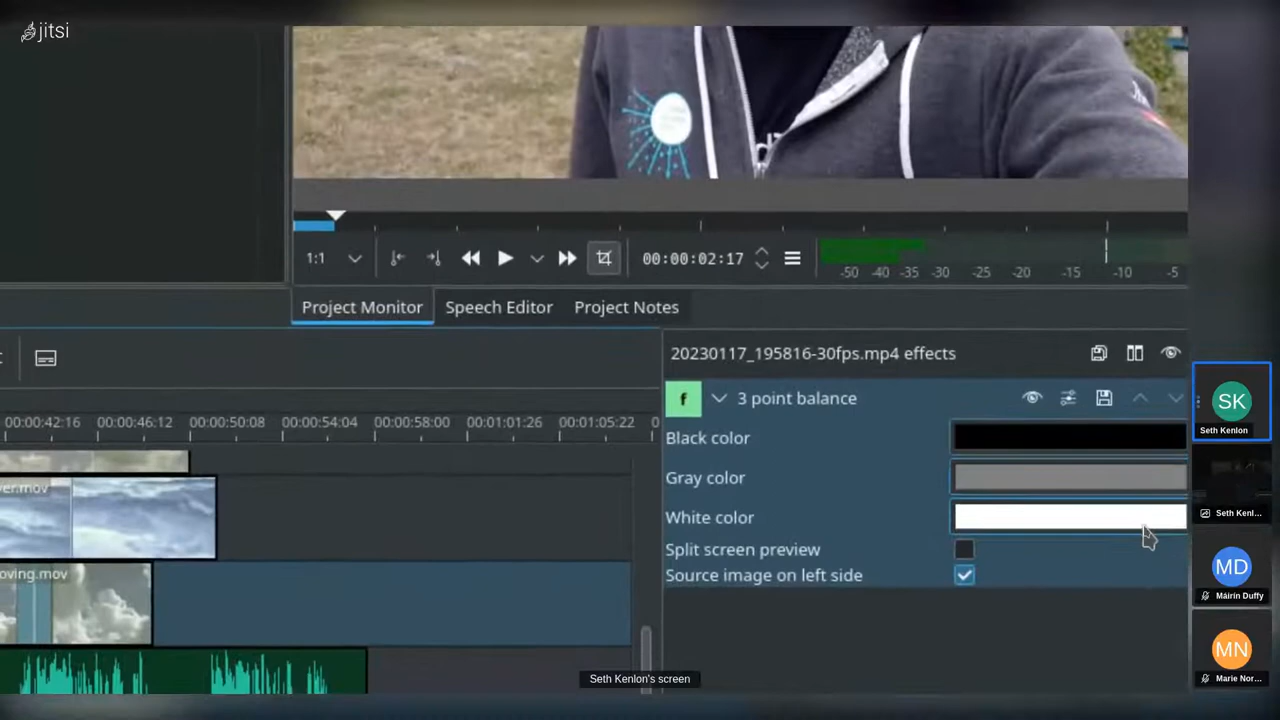 jitsi
1:1
00:00:02:17
-50 -40 -35 -30 -25 -20 -15 -10 -5
Project Monitor Speech Editor Project Notes
20230117_195816-30fps.mp4 effects
f 3 point balance
Black color
Gray color
White color
Split screen preview
Source image on left side
00:00:42:16 00:00:46:12 00:00:50:08 00:00:54:04 00:00:58:00 00:01:01:26 00:01:05:22 0
ver.mov
oving.mov
SK
Seth Kenlon
Seth Kenl...
MD
Máirín Duffy
MN
Marie Nor...
Seth Kenlon's screen